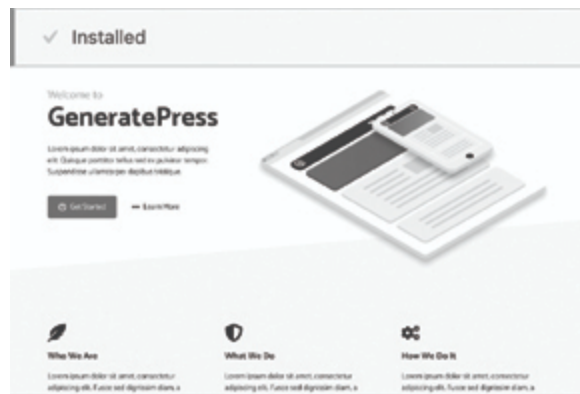 Installed
Welcome to
GeneratePress
Lorem ipsum dolor sit amet, consectetur adipiscing
elit. Quisque porttitor tellus sed ex pulvinar tempor.
Suspendisse ullamcorper dapibus tristique.
Get Started
Learn More
Who We Are
What We Do
How We Do It
Lorem ipsum dolor sit amet, consectetur
Lorem ipsum dolor sit amet, consectetur
Lorem ipsum dolor sit amet, consectetur
adipiscing elit. Fusce sed dignissim diam, a
adipiscing elit. Fusce sed dignissim diam, a
adipiscing elit. Fusce sed dignissim diam, a